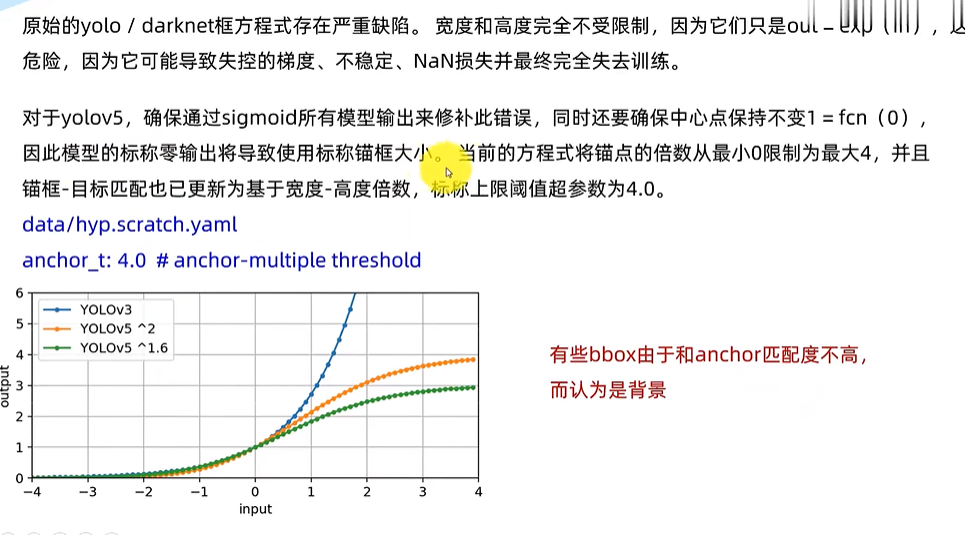 原始的yolo / darknet框方程式存在严重缺陷。 宽度和高度完全不受限制，因为它们只是out = exp（in），这
危险，因为它可能导致失控的梯度、不稳定、NaN损失并最终完全失去训练。
对于yolov5，确保通过sigmoid所有模型输出来修补此错误，同时还要确保中心点保持不变1 = fcn（0），
因此模型的标称零输出将导致使用标称锚框大小。 当前的方程式将锚点的倍数从最小0限制为最大4，并且
锚框-目标匹配也已更新为基于宽度-高度倍数，标称上限阈值超参数为4.0。
data/hyp.scratch.yaml
anchor_t: 4.0 # anchor-multiple threshold
6
5
4
3
2
1
0
output
YOLOv3
YOLOv5 ^2
YOLOv5 ^1.6
−4 −3 −2 −1 0 1 2 3 4
input
有些bbox由于和anchor匹配度不高，
而认为是背景